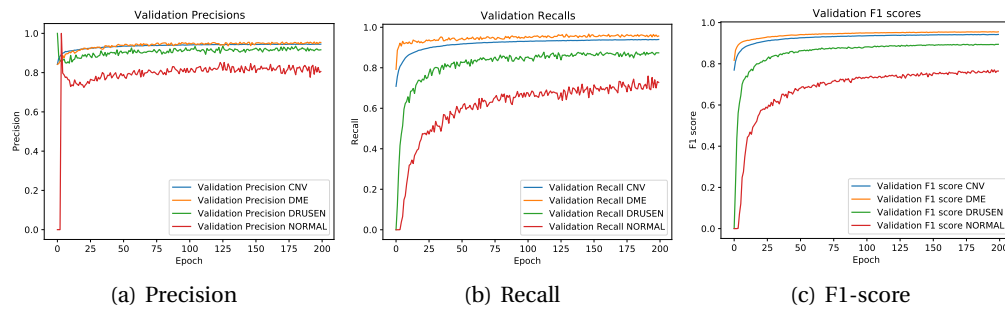 Validation Precisions
1.0
0.8
0.6
0.4
0.2
0.0
Precision
0 25 50 75 100 125 150 175 200
Epoch
Validation Precision CNV
Validation Precision DME
Validation Precision DRUSEN
Validation Precision NORMAL
(a) Precision
Validation Recalls
1.0
0.8
0.6
0.4
0.2
0.0
Recall
0 25 50 75 100 125 150 175 200
Epoch
Validation Recall CNV
Validation Recall DME
Validation Recall DRUSEN
Validation Recall NORMAL
(b) Recall
Validation F1 scores
1.0
0.8
0.6
0.4
0.2
0.0
F1 score
0 25 50 75 100 125 150 175 200
Epoch
Validation F1 score CNV
Validation F1 score DME
Validation F1 score DRUSEN
Validation F1 score NORMAL
(c) F1-score